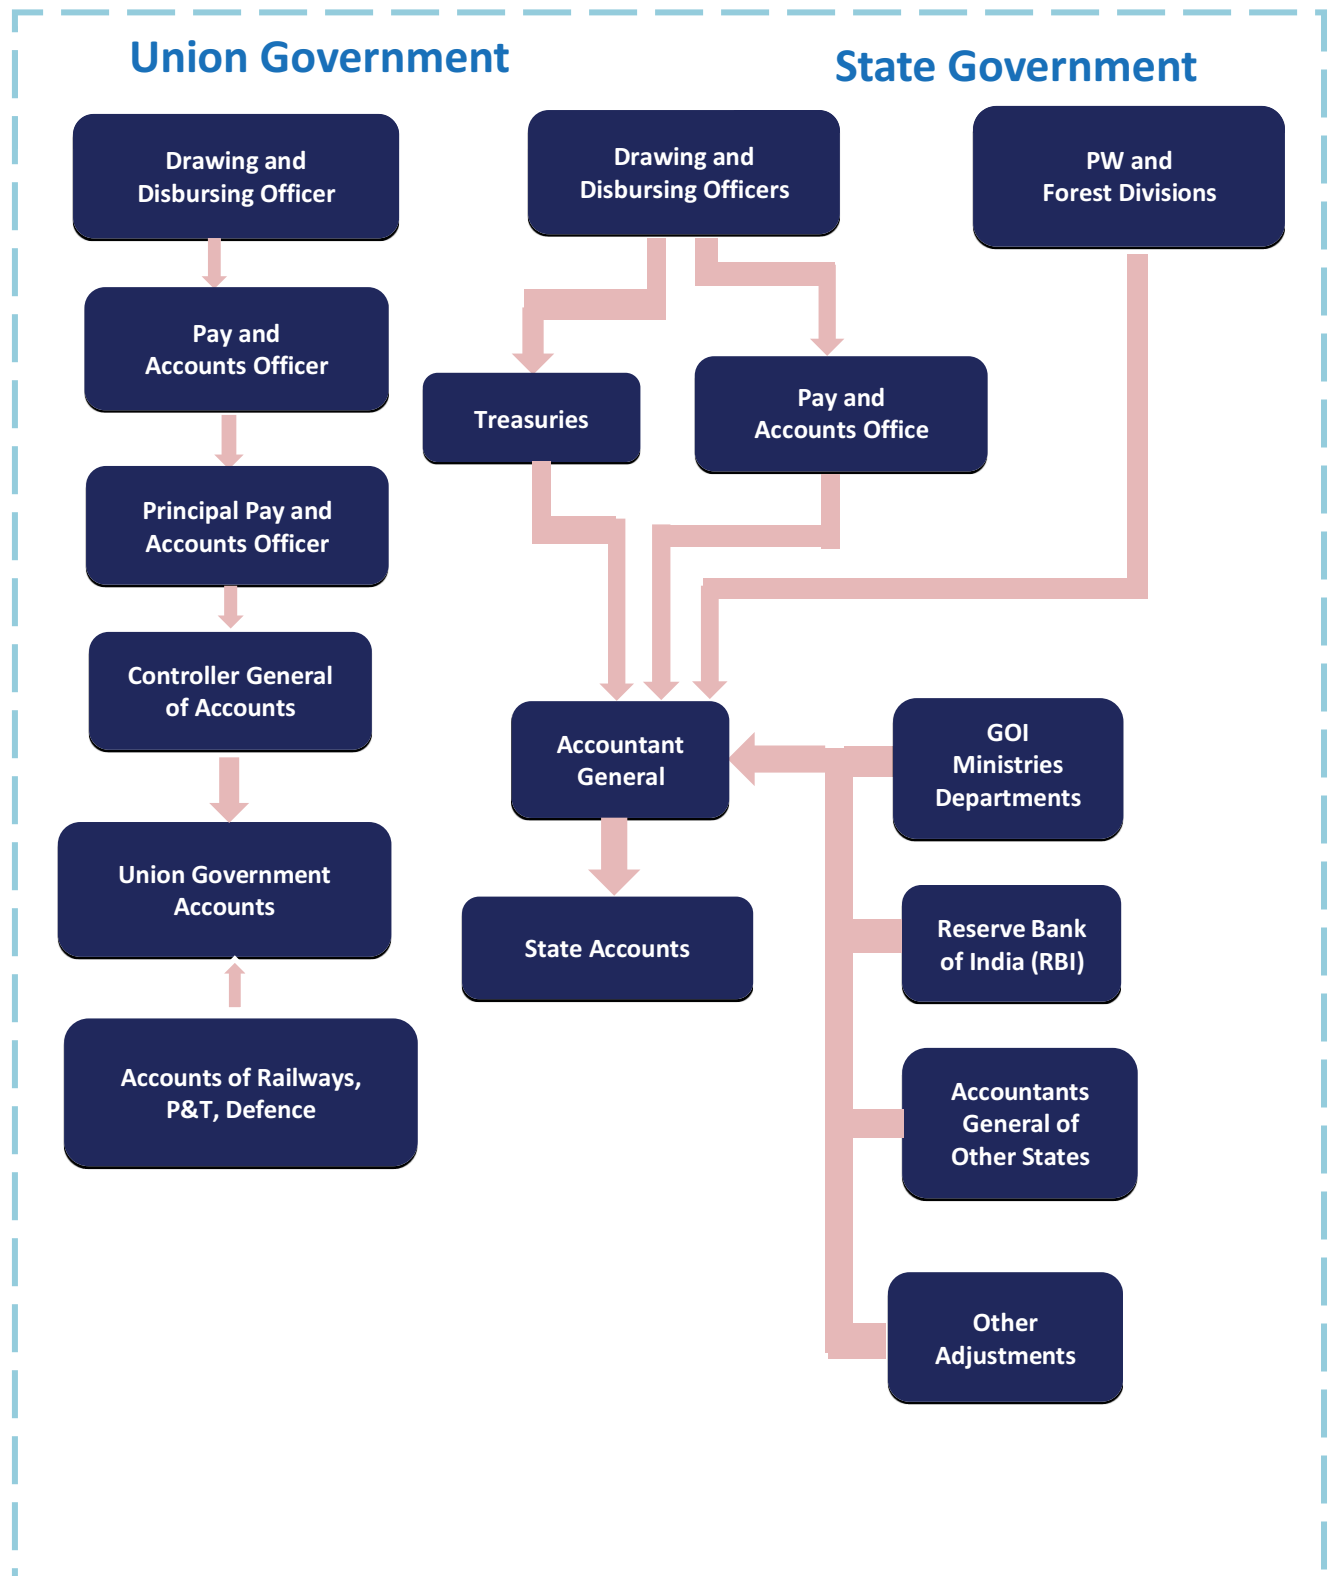 Union Government
State Government
Drawing and
Disbursing Officer
Drawing and
Disbursing Officers
PW and
Forest Divisions
Pay and
Accounts Officer
Treasuries
Pay and
Accounts Office
Principal Pay and
Accounts Officer
Controller General
of Accounts
Accountant
General
GOI
Ministries
Departments
Union Government
Accounts
State Accounts
Reserve Bank
of India (RBI)
Accounts of Railways,
P&T, Defence
Accountants
General of
Other States
Other
Adjustments